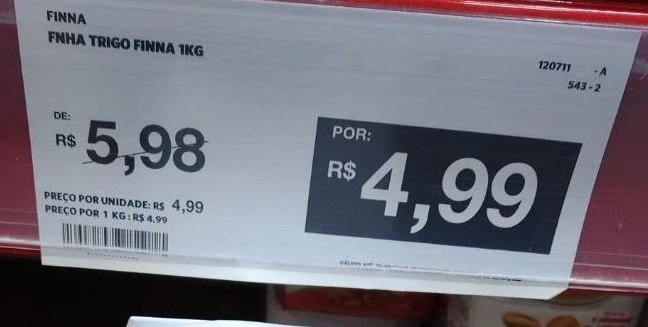 FINNA
FNHA TRIGO FINNA 1KG
120711 -A
543-2
DE:
R$ 5,98
POR:
R$ 4,99
PREÇO POR UNIDADE: R$ 4,99
PREÇO POR 1 KG: R$ 4.99